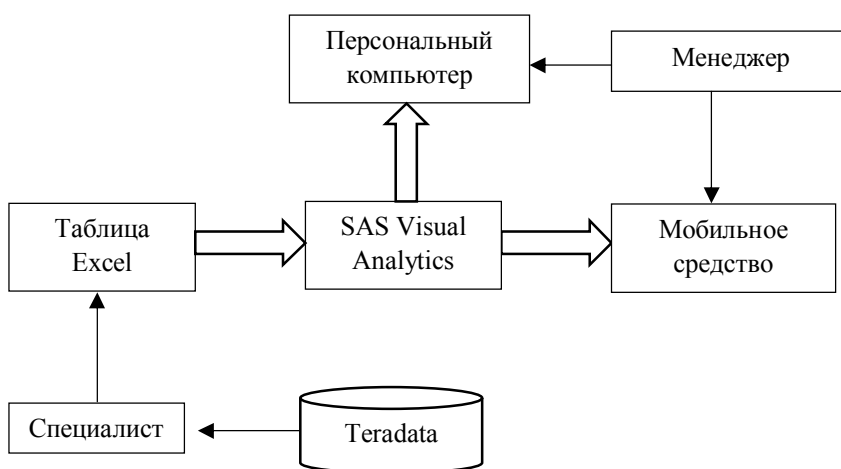 Персональный
компьютер
Менеджер
Таблица
Excel
SAS Visual
Analytics
Мобильное
средство
Специалист
Teradata